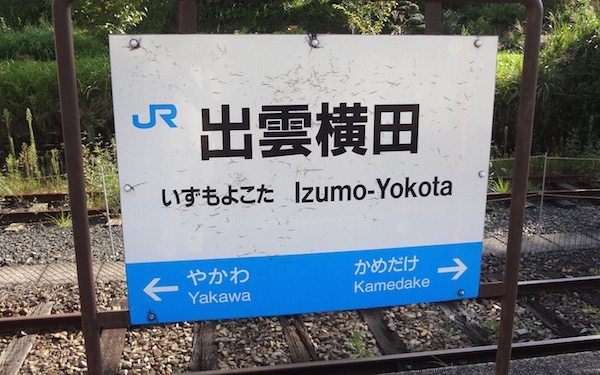 JR 出雲横田
いずもよこた Izumo-Yokota
← やかわ かめだけ →
Yakawa Kamedake